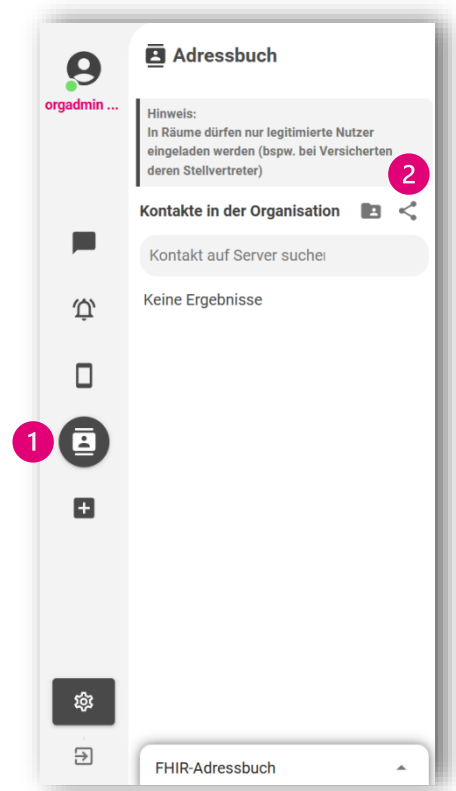 Adressbuch
orgadmin ...
Hinweis:
In Räume dürfen nur legitimierte Nutzer
eingeladen werden (bspw. bei Versicherten
deren Stellvertreter)
2
Kontakte in der Organisation
Kontakt auf Server suche
Keine Ergebnisse
1
FHIR-Adressbuch